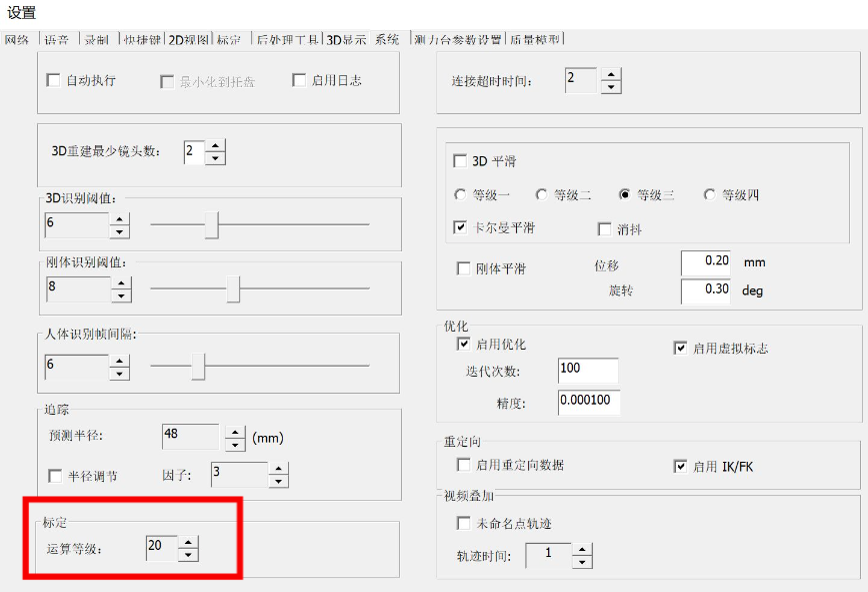 设置
网络 语音 录制 快捷键 2D视图 标定 后处理工具 3D显示 系统 测力台参数设置 质量模型
自动执行 最小化到托盘 启用日志
3D重建最少镜头数: 2
3D识别阈值:
6
刚体识别阈值:
8
人体识别帧间隔:
6
追踪
预测半径: 48 (mm)
半径调节 因子: 3
标定
运算等级: 20
连接超时时间: 2
3D 平滑
等级一 等级二 等级三 等级四
卡尔曼平滑 消抖
刚体平滑 位移 0.20 mm
旋转 0.30 deg
优化
启用优化 启用虚拟标志
迭代次数: 100
精度: 0.000100
重定向
启用重定向数据 启用 IK/FK
视频叠加
未命名点轨迹
轨迹时间: 1